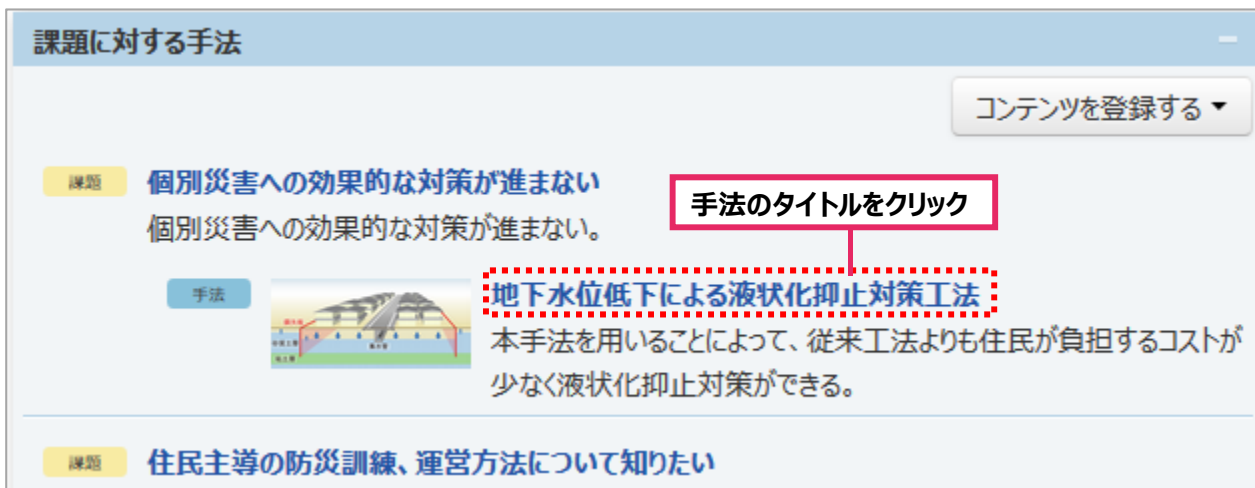 課題に対する手法
コンテンツを登録する
課題 個別災害への効果的な対策が進まない
手法のタイトルをクリック
個別災害への効果的な対策が進まない。
手法 地下水位低下による液状化抑止対策工法
本手法を用いることによって、従来工法よりも住民が負担するコストが
少なく液状化抑止対策ができる。
課題 住民主導の防災訓練、運営方法について知りたい